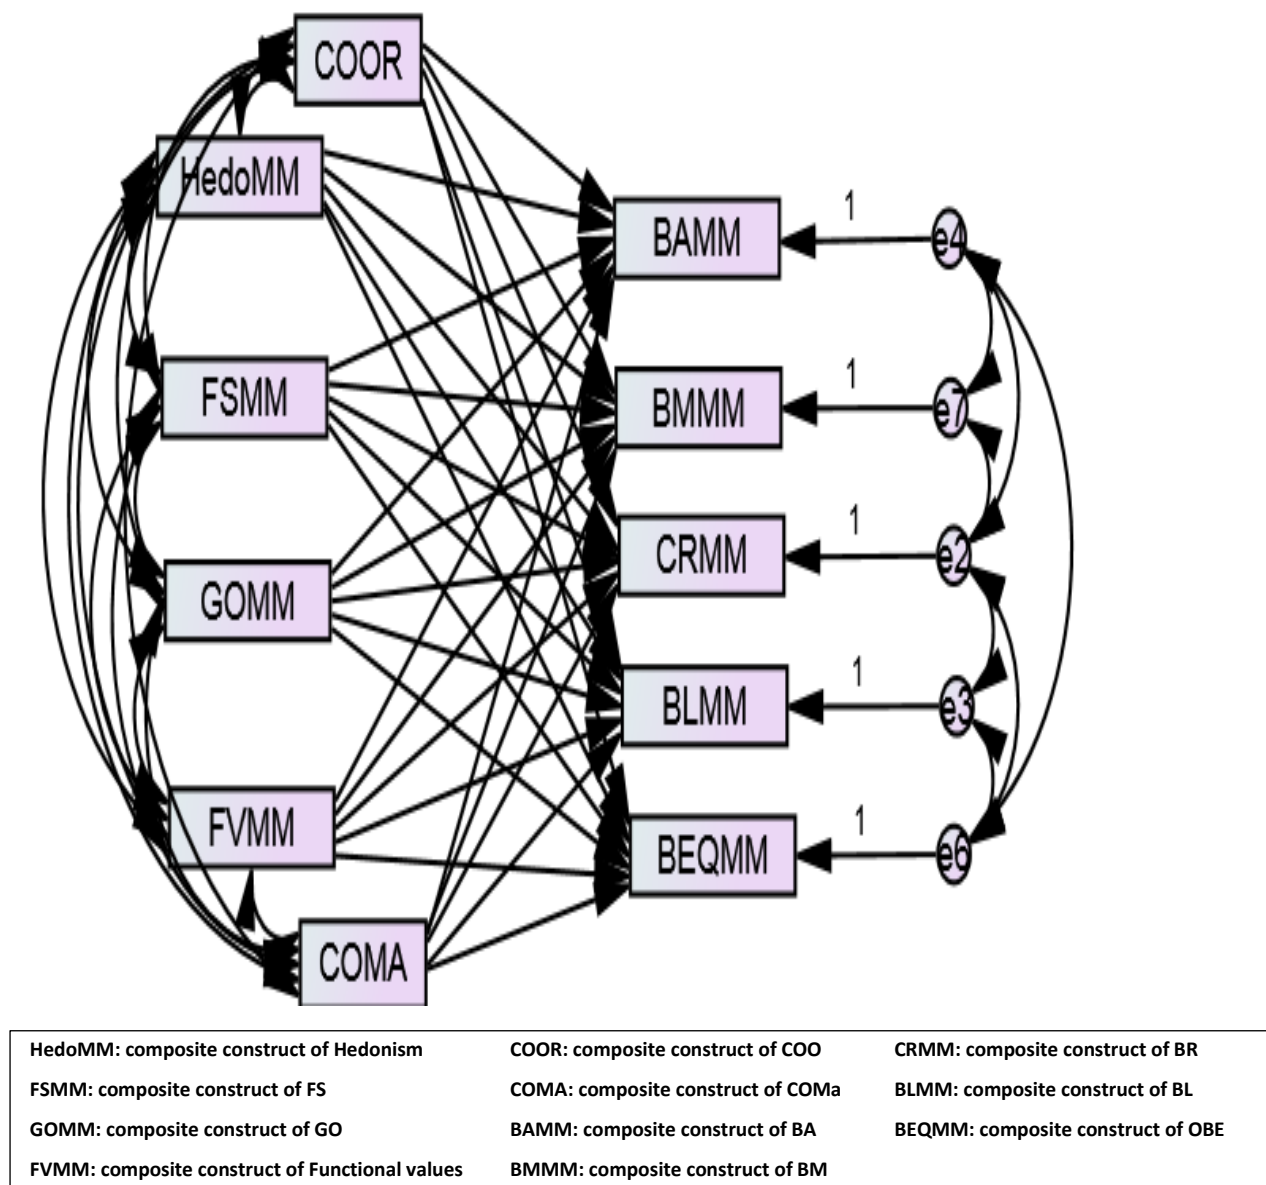 COOR
HedoMM
FSMM
GOMM
FVMM
COMA
BAMM
1
e4
BMMM
1
e7
CRMM
1
e2
BLMM
1
e3
BEQMM
1
e6
HedoMM: composite construct of Hedonism
COOR: composite construct of COO
CRMM: composite construct of BR
FSMM: composite construct of FS
COMA: composite construct of COMa
BLMM: composite construct of BL
GOMM: composite construct of GO
BAMM: composite construct of BA
BEQMM: composite construct of OBE
FVMM: composite construct of Functional values
BMMM: composite construct of BM